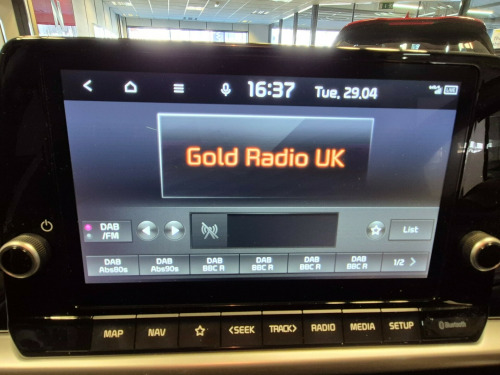 16:37 Tue, 29.04
Gold Radio UK
DAB
/FM
List
DAB
Abs80s
DAB
Abs90s
DAB
BBC R
DAB
BBC R
DAB
BBC R
DAB
BBC R
1/2
MAP NAV <SEEK TRACK> RADIO MEDIA SETUP Bluetooth